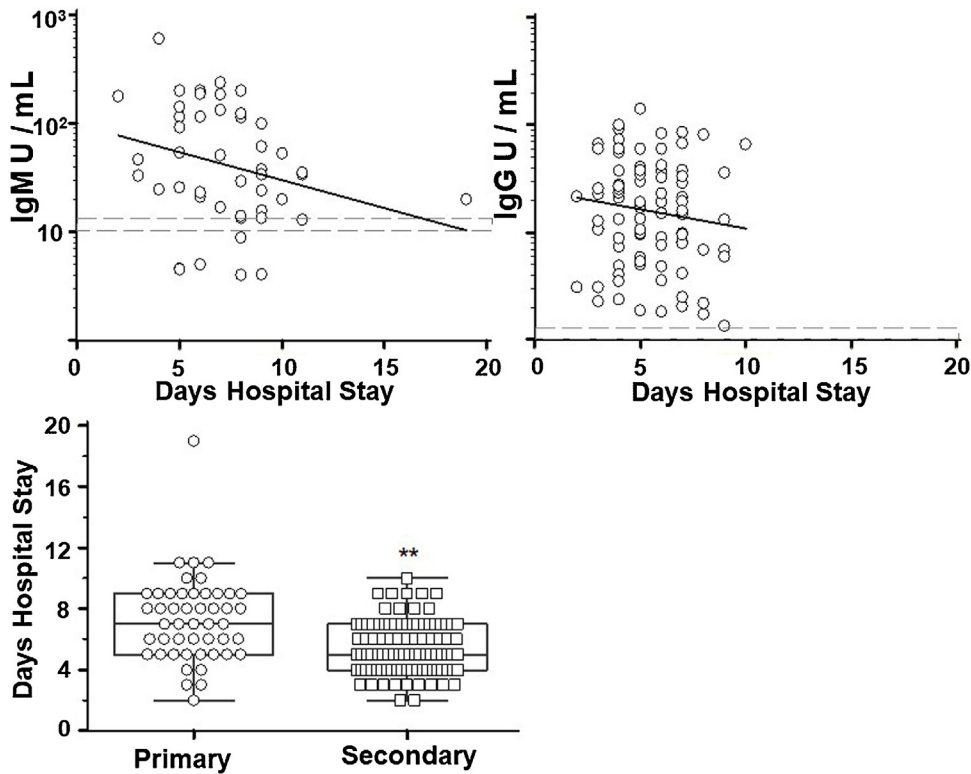 10³
10²
10
IgM U / mL
0 5 10 15 20
Days Hospital Stay
IgG U / mL
0 5 10 15 20
Days Hospital Stay
20
16
12
8
4
0
Days Hospital Stay
**
Primary Secondary